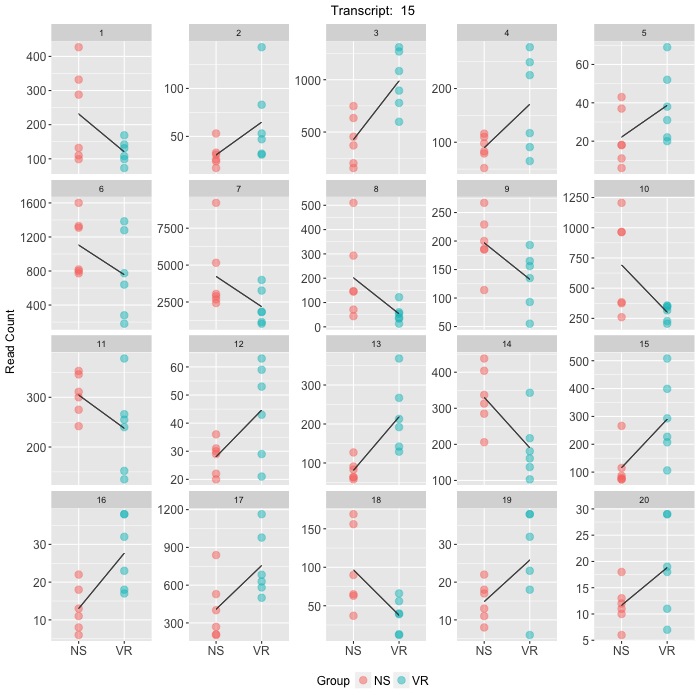 Transcript:  15
1 2 3 4 5
400 300 200 100
100 50
1000 500
200 100
60 40 20
6 7 8 9 10
1600 1200 800 400
7500 5000 2500
500 400 300 200 100 0
250 200 150 100 50
1250 1000 750 500 250
Read Count
11 12 13 14 15
300 200
60 50 40 30 20
300 200 100
400 300 200 100
500 400 300 200 100
16 17 18 19 20
30 20 10
1200 900 600 300
150 100 50
30 20 10
30 25 20 15 10 5
NS VR NS VR NS VR NS VR NS VR
Group NS VR